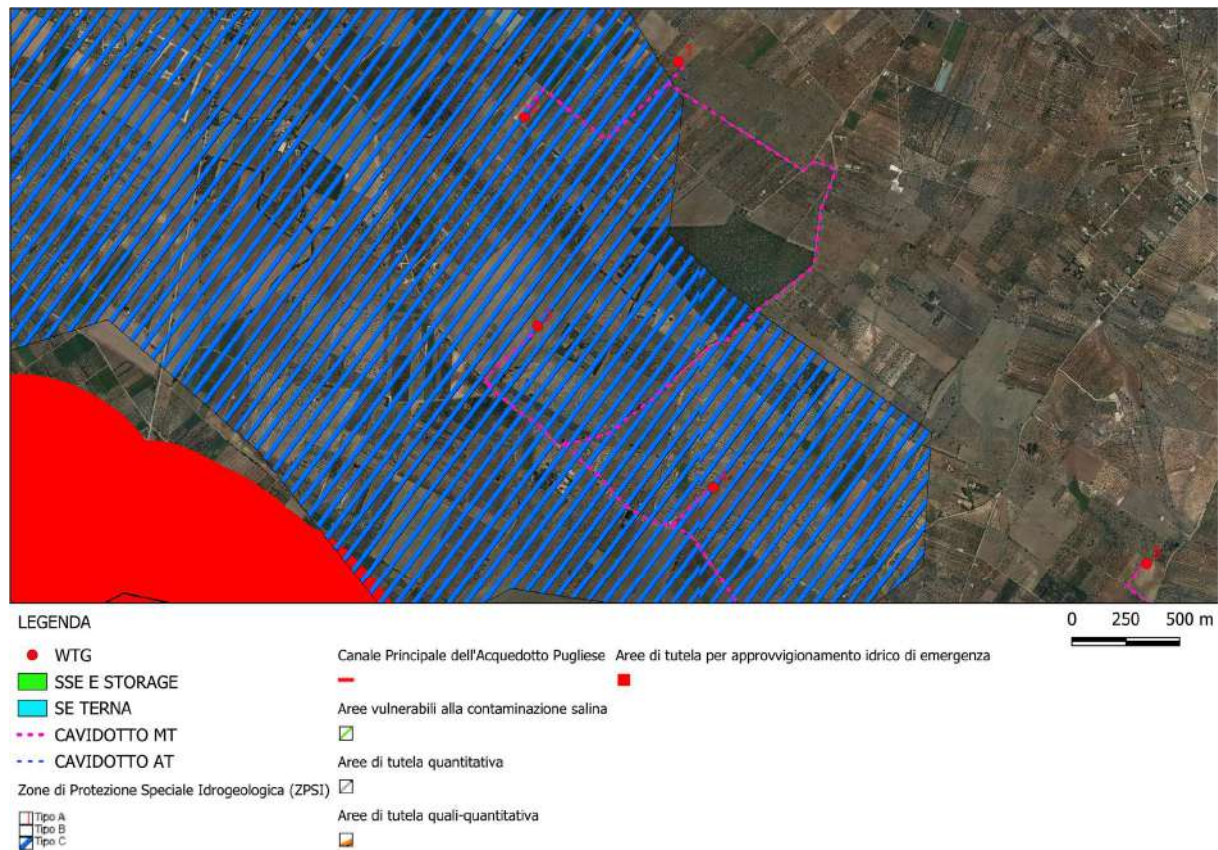 1
LEGENDA
0 250 500 m
WTG
Canale Principale dell'Acquedotto Pugliese
Aree di tutela per approvvigionamento idrico di emergenza
SSE E STORAGE
SE TERNA
Aree vulnerabili alla contaminazione salina
CAVIDOTTO MT
CAVIDOTTO AT
Aree di tutela quantitativa
Zone di Protezione Speciale Idrogeologica (ZPSI)
Tipo A
Tipo B
Tipo C
Aree di tutela quali-quantitativa